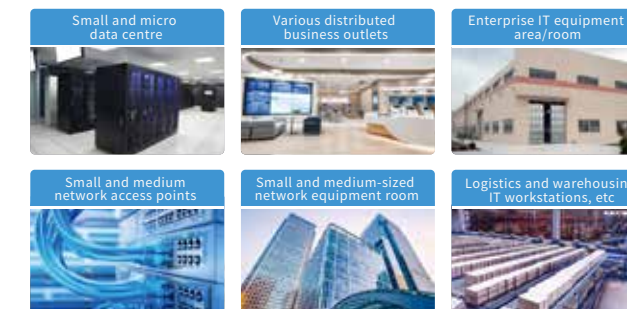 Small and micro
data centre
Various distributed
business outlets
Enterprise IT equipment
area/room
Small and medium
network access points
Small and medium-sized
network equipment room
Logistics and warehousin
IT workstations, etc